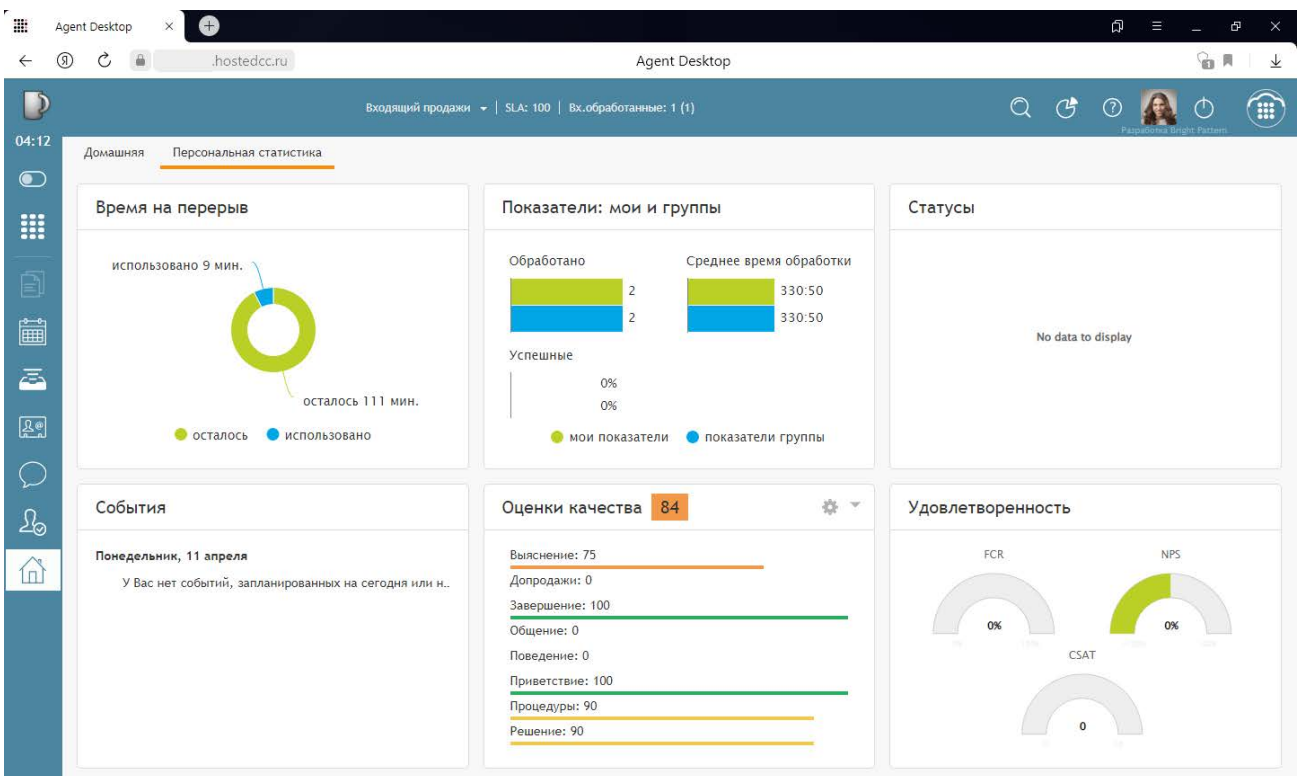 Agent Desktop
.hostedcc.ru
Agent Desktop
1
Входящий продажи | SLA: 100 | Вх.обработанные: 1 (1)
Разработка Bright Pattern
04:12
Домашняя
Персональная статистика
Время на перерыв
использовано 9 мин.
осталось 111 мин.
осталось
использовано
Показатели: мои и группы
Обработано
2
2
Среднее время обработки
330:50
330:50
Успешные
0%
0%
мои показатели
показатели группы
Статусы
No data to display
События
Понедельник, 11 апреля
У Вас нет событий, запланированных на сегодня или н..
Оценки качества 84
Выяснение: 75
Допродажи: 0
Завершение: 100
Общение: 0
Поведение: 0
Приветствие: 100
Процедуры: 90
Решение: 90
Удовлетворенность
FCR
0%
NPS
0%
CSAT
0